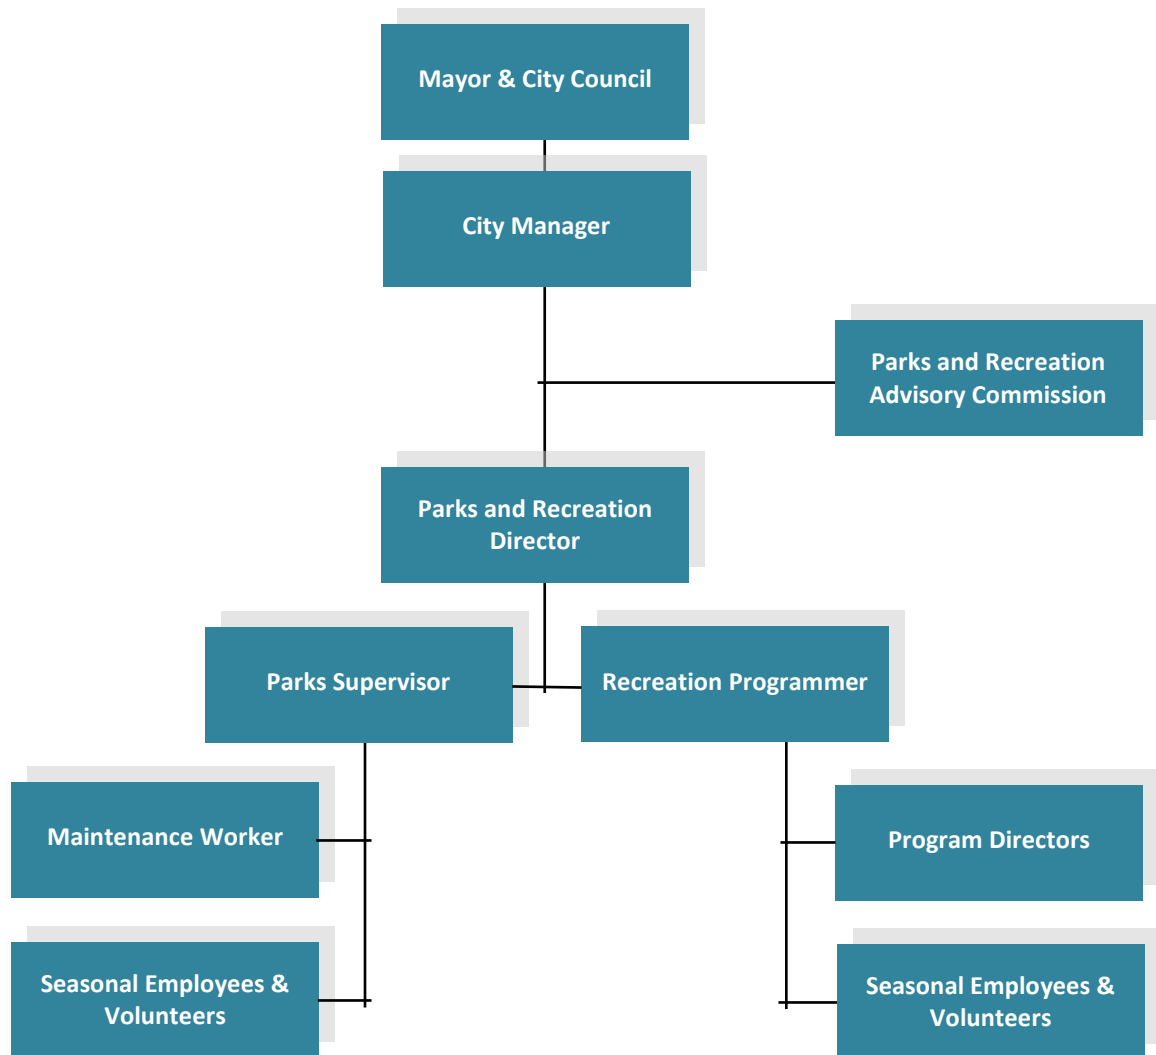 Mayor & City Council
City Manager
Parks and Recreation
Advisory Commission
Parks and Recreation
Director
Parks Supervisor
Recreation Programmer
Maintenance Worker
Program Directors
Seasonal Employees &
Volunteers
Seasonal Employees &
Volunteers